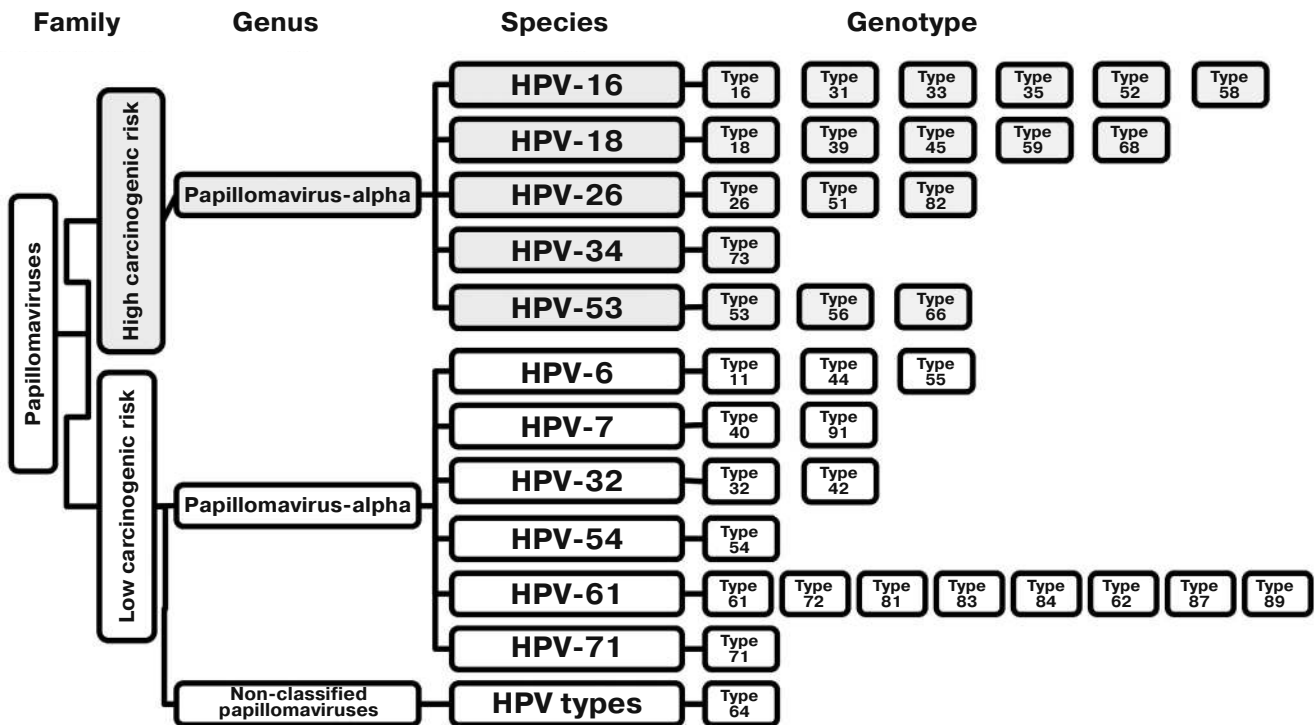 Family Genus Species Genotype
Papillomaviruses
High carcinogenic risk
Papillomavirus-alpha
HPV-16
Type 16
Type 31
Type 33
Type 35
Type 52
Type 58
HPV-18
Type 18
Type 39
Type 45
Type 59
Type 68
HPV-26
Type 26
Type 51
Type 82
HPV-34
Type 73
HPV-53
Type 53
Type 56
Type 66
Low carcinogenic risk
Papillomavirus-alpha
HPV-6
Type 11
Type 44
Type 55
HPV-7
Type 40
Type 91
HPV-32
Type 32
Type 42
HPV-54
Type 54
HPV-61
Type 61
Type 72
Type 81
Type 83
Type 84
Type 62
Type 87
Type 89
HPV-71
Type 71
Non-classified
papillomaviruses
HPV types
Type 64